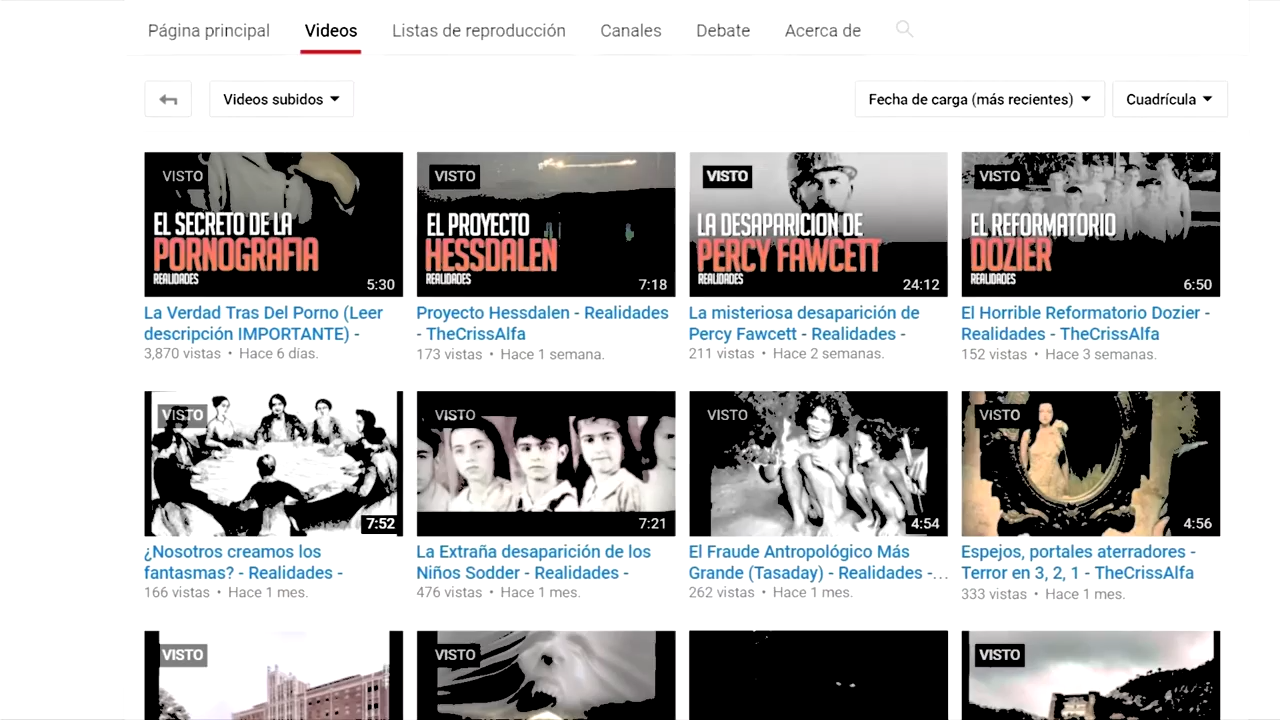 Página principal Videos Listas de reproducción Canales Debate Acerca de
Videos subidos Fecha de carga (más recientes) Cuadrícula
VISTO
EL SECRETO DE LA
PORNOGRAFIA
REALIDADES
5:30
La Verdad Tras Del Porno (Leer
descripción IMPORTANTE) -
3,870 vistas • Hace 6 días.
VISTO
EL PROYECTO
HESSDALEN
REALIDADES
7:18
Proyecto Hessdalen - Realidades
- TheCrissAlfa
173 vistas • Hace 1 semana.
VISTO
LA DESAPARICION DE
PERCY FAWCETT
REALIDADES
24:12
La misteriosa desaparición de
Percy Fawcett - Realidades -
211 vistas • Hace 2 semanas.
VISTO
EL REFORMATORIO
DOZIER
REALIDADES
6:50
El Horrible Reformatorio Dozier -
Realidades - TheCrissAlfa
152 vistas • Hace 3 semanas.
VISTO
7:52
¿Nosotros creamos los
fantasmas? - Realidades -
166 vistas • Hace 1 mes.
VISTO
7:21
La Extraña desaparición de los
Niños Sodder - Realidades -
476 vistas • Hace 1 mes.
VISTO
4:54
El Fraude Antropológico Más
Grande (Tasaday) - Realidades -...
262 vistas • Hace 1 mes.
VISTO
4:56
Espejos, portales aterradores -
Terror en 3, 2, 1 - TheCrissAlfa
333 vistas • Hace 1 mes.
VISTO
VISTO
VISTO